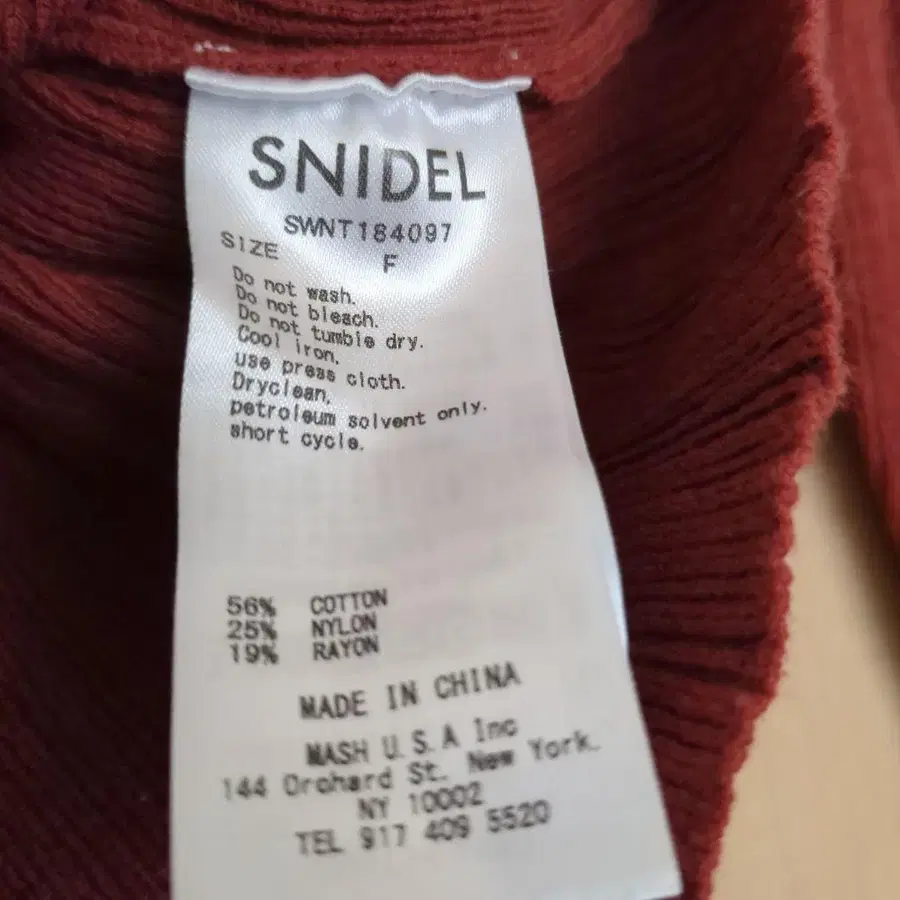 SNIDEL
SWNT184097
SIZE
F
Do not wash.
Do not bleach.
Do not tumble dry.
Cool iron,
use press cloth.
Dryclean,
petroleum solvent only.
short cycle.
56% COTTON
25% NYLON
19% RAYON
MADE IN CHINA
MASH U.S.A Inc
144 Orchard St. New York.
NY 10002
TEL 917 409 5520